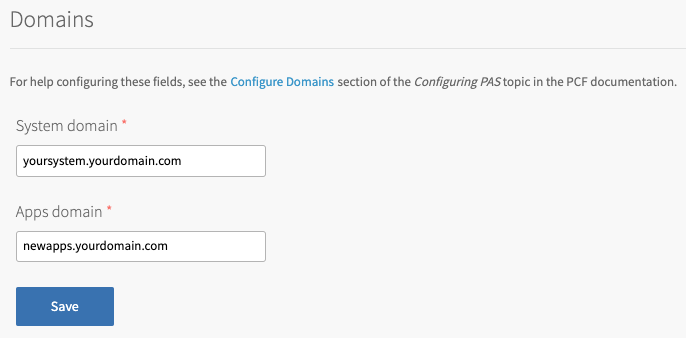 Domains
For help configuring these fields, see the Configure Domains section of the Configuring PAS topic in the PCF documentation.
System domain *
yoursystem.yourdomain.com
Apps domain *
newapps.yourdomain.com
Save